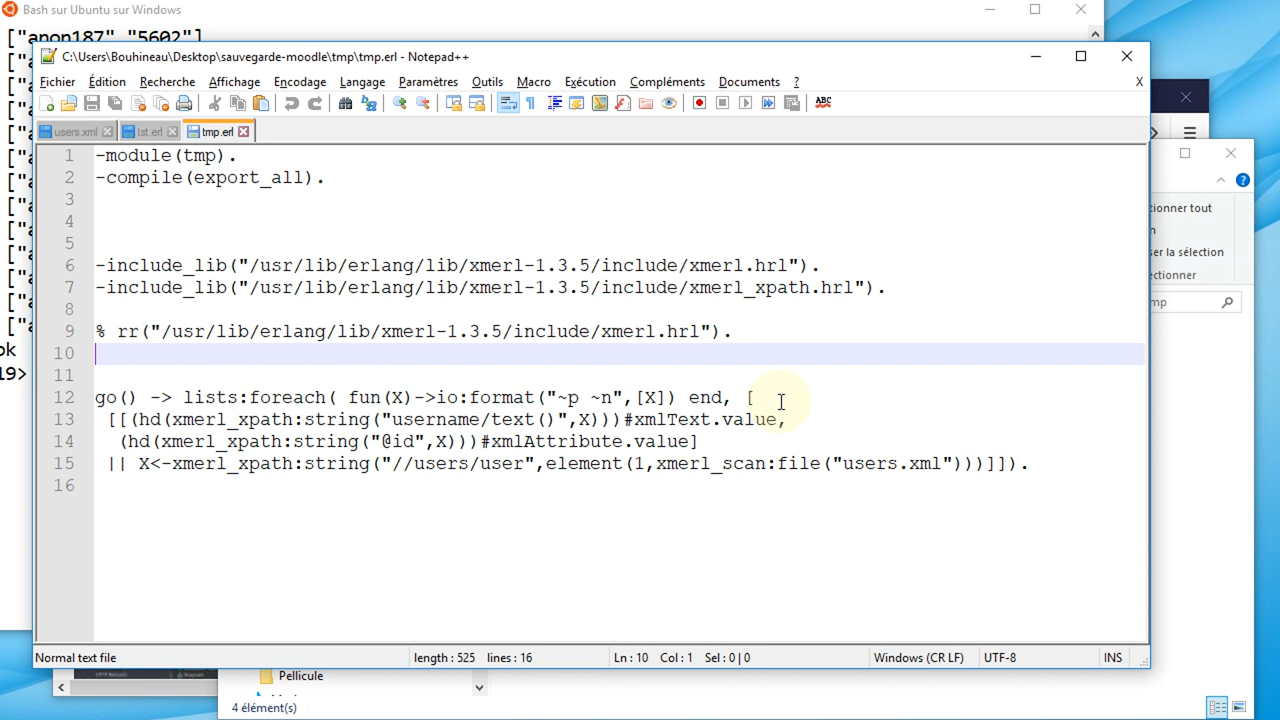 Bash sur Ubuntu sur Windows
["anon187" "5602"]
C:\Users\Bouhineau\Desktop\sauvegarde-moodle\tmp\tmp.erl - Notepad++
Fichier Édition Recherche Affichage Encodage Langage Paramètres Outils Macro Exécution Compléments Documents ? X
ABC
users.xml tst.erl tmp.erl
1 -module(tmp).
2 -compile(export_all).
3
4
5
6 -include_lib("/usr/lib/erlang/lib/xmerl-1.3.5/include/xmerl.hrl").
7 -include_lib("/usr/lib/erlang/lib/xmerl-1.3.5/include/xmerl_xpath.hrl").
8
9 % rr("/usr/lib/erlang/lib/xmerl-1.3.5/include/xmerl.hrl").
10
11
12 go() -> lists:foreach( fun(X)->io:format("~p ~n",[X]) end, [
13 [[(hd(xmerl_xpath:string("username/text()",X)))#xmlText.value,
14 (hd(xmerl_xpath:string("@id",X)))#xmlAttribute.value]
15 || X<-xmerl_xpath:string("//users/user",element(1,xmerl_scan:file("users.xml")))]]).
16
ok
19>
tionner tout
n
ser la sélection
ectionner
mp
Normal text file length : 525 lines : 16 Ln : 10 Col : 1 Sel : 0 | 0 Windows (CR LF) UTF-8 INS
Pellicule
4 élément(s)